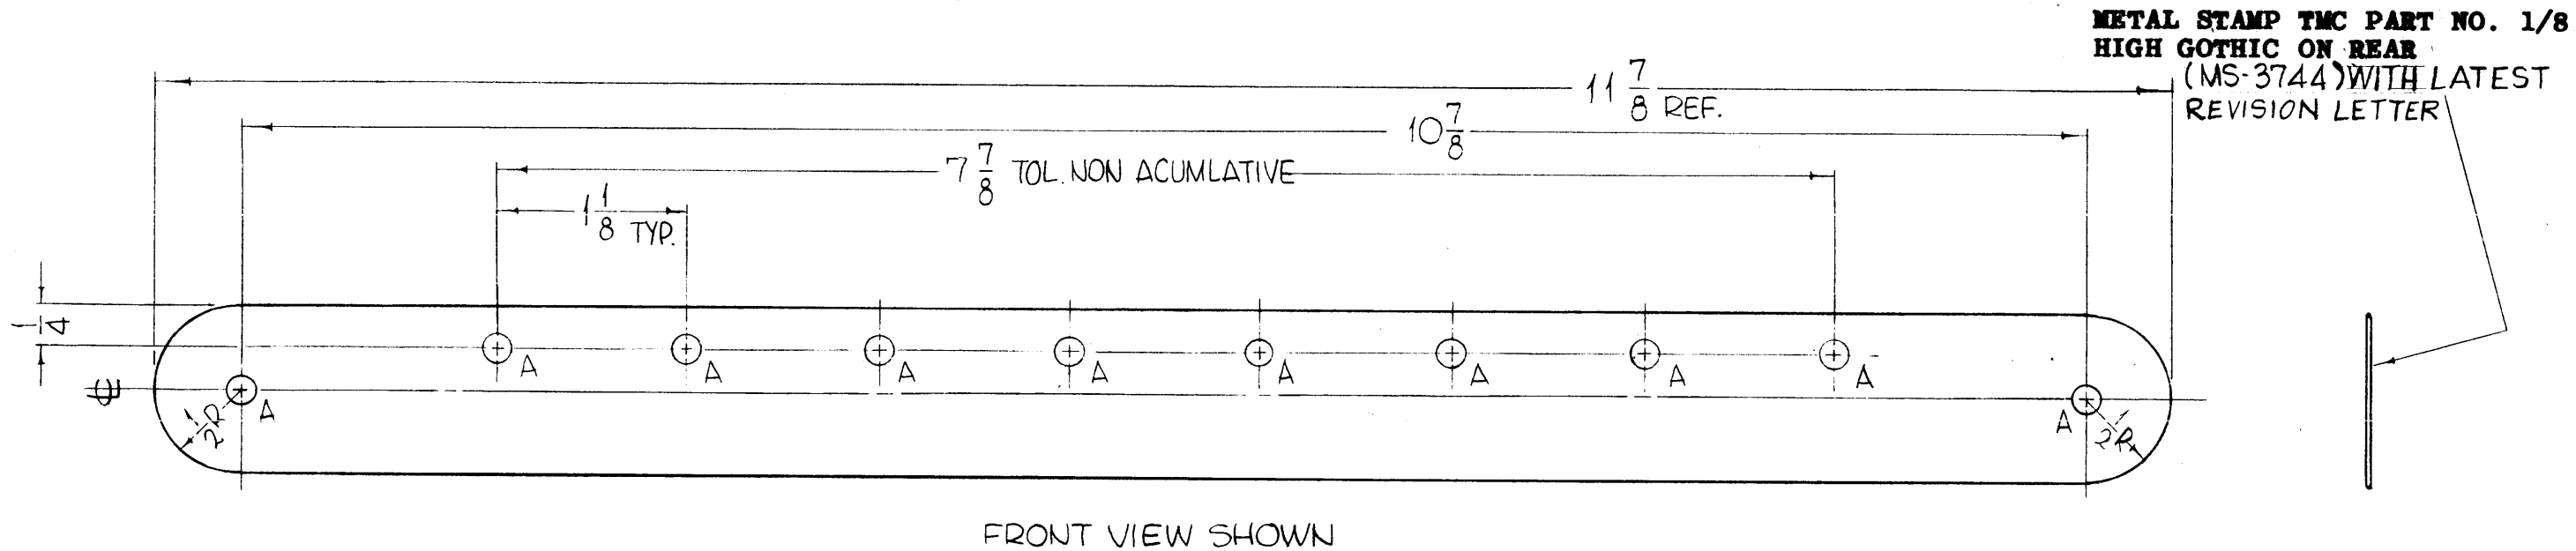 METAL STAMP TMC PART NO. 1/8
HIGH GOTHIC ON REAR
(MS-3744) WITH LATEST
REVISION LETTER
11 7/8 REF.
10 7/8
7 7/8 TOL. NON ACUMLATIVE
1 1/8 TYP.
1/4
A A A A A A A A
℄
A A
1/2 R 1/2 R
FRONT VIEW SHOWN